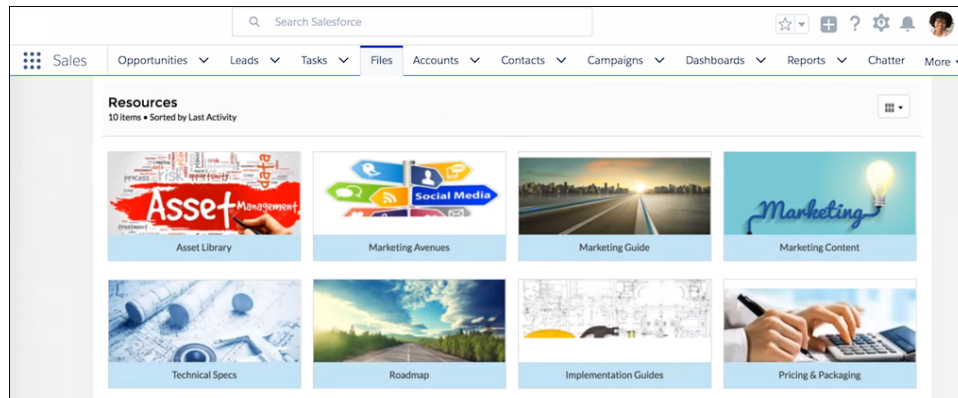 Search Salesforce
Sales Opportunities Leads Tasks Files Accounts Contacts Campaigns Dashboards Reports Chatter More
Resources
10 items • Sorted by Last Activity
process risk opportunity data
Asset Management
treatment
Social Media
Marketing
Asset Library Marketing Avenues Marketing Guide Marketing Content
Technical Specs Roadmap Implementation Guides Pricing & Packaging